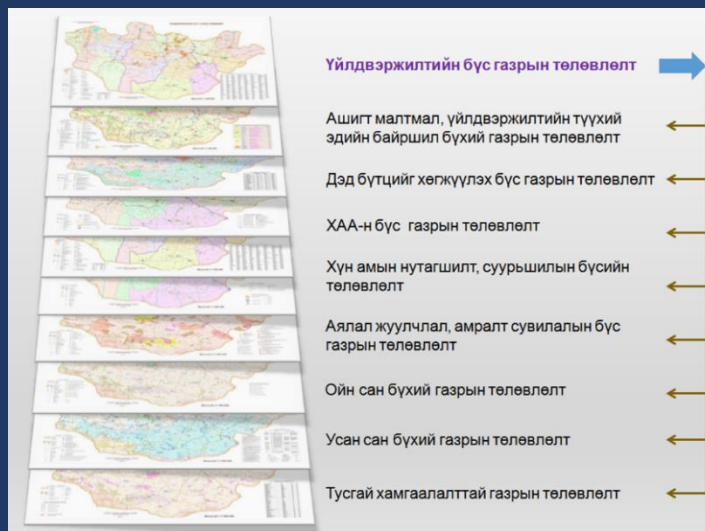 Үйлдвэржилтийн бүс газрын төлөвлөлт
Ашигт малтмал, үйлдвэржилтийн түүхий
эдийн байршил бүхий газрын төлөвлөлт
Дэд бүтцийг хөгжүүлэх бүс газрын төлөвлөлт
ХАА-н бүс газрын төлөвлөлт
Хүн амын нутагшилт, суурьшилын бүсийн
төлөвлөлт
Аялал жуулчлал, амралт сувилалын бүс
газрын төлөвлөлт
Ойн сан бүхий газрын төлөвлөлт
Усан сан бүхий газрын төлөвлөлт
Тусгай хамгаалалттай газрын төлөвлөлт